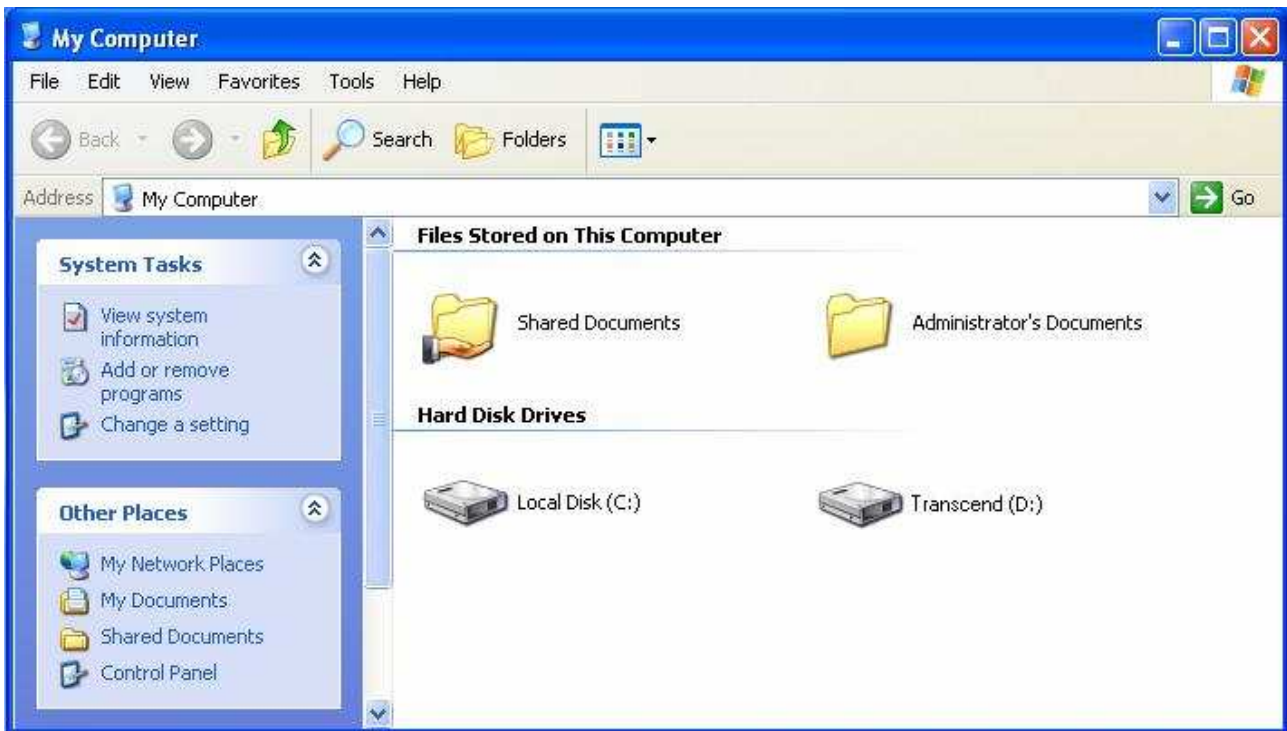 My Computer
File Edit View Favorites Tools Help
Back Search Folders
Address My Computer Go
System Tasks
View system
information
Add or remove
programs
Change a setting
Other Places
My Network Places
My Documents
Shared Documents
Control Panel
Files Stored on This Computer
Shared Documents Administrator's Documents
Hard Disk Drives
Local Disk (C:) Transcend (D:)